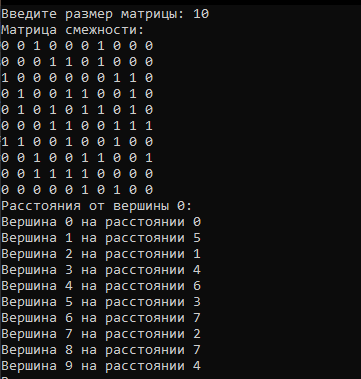 Введите размер матрицы: 10
Матрица смежности:
0 0 1 0 0 0 1 0 0 0
0 0 0 1 1 0 1 0 0 0
1 0 0 0 0 0 0 1 1 0
0 1 0 0 1 1 0 0 1 0
0 1 0 1 0 1 1 0 1 0
0 0 0 1 1 0 0 1 1 1
1 1 0 0 1 0 0 1 0 0
0 0 1 0 0 1 1 0 0 1
0 0 1 1 1 1 0 0 0 0
0 0 0 0 0 1 0 1 0 0
Расстояния от вершины 0:
Вершина 0 на расстоянии 0
Вершина 1 на расстоянии 5
Вершина 2 на расстоянии 1
Вершина 3 на расстоянии 4
Вершина 4 на расстоянии 6
Вершина 5 на расстоянии 3
Вершина 6 на расстоянии 7
Вершина 7 на расстоянии 2
Вершина 8 на расстоянии 7
Вершина 9 на расстоянии 4